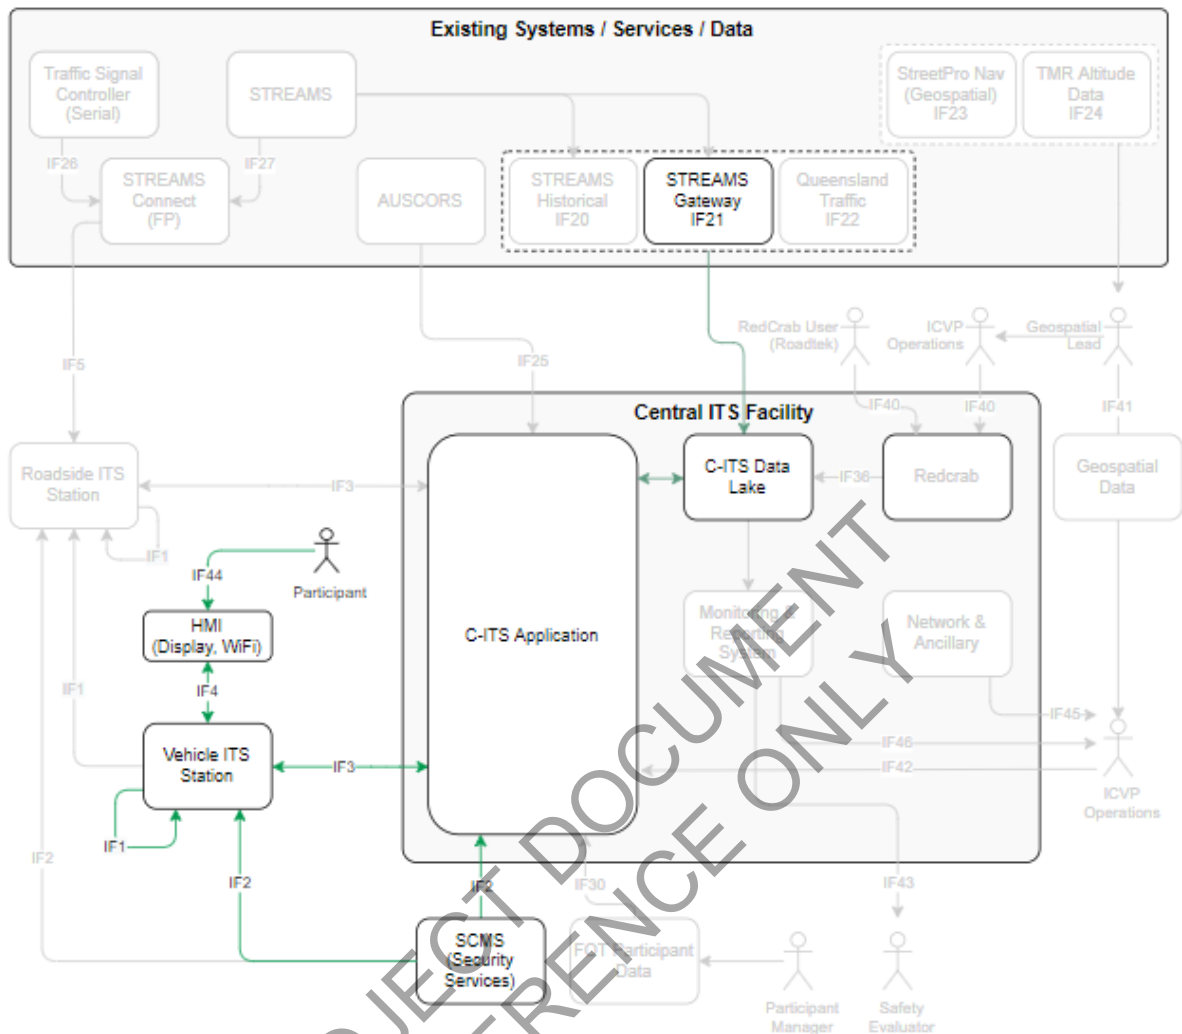 Existing Systems / Services / Data
Traffic Signal
Controller
(Serial)
STREAMS
StreetPro Nav
(Geospatial)
IF23
TMR Altitude
Data
IF24
IF26
IF27
STREAMS
Connect
(FP)
AUSCORS
STREAMS
Historical
IF20
STREAMS
Gateway
IF21
Queensland
Traffic
IF22
RedCrab User
(Roadtek)
ICVP
Operations
Geospatial
Lead
IF5
IF25
IF40
IF40
IF41
Central ITS Facility
Roadside ITS
Station
IF3
C-ITS Data
Lake
IF36
Redcrab
Geospatial
Data
IF1
IF44
Participant
HMI
(Display, WiFi)
C-ITS Application
Monitoring &
Reporting
System
Network &
Ancillary
IF1
IF4
IF45
IF46
Vehicle ITS
Station
IF3
IF42
ICVP
Operations
IF1
IF2
IF2
IF2
IF30
IF43
SCMS
(Security
Services)
FOT Participant
Data
Participant
Manager
Safety
Evaluator
OJECT DOCUMENT
ERENCE ONLY